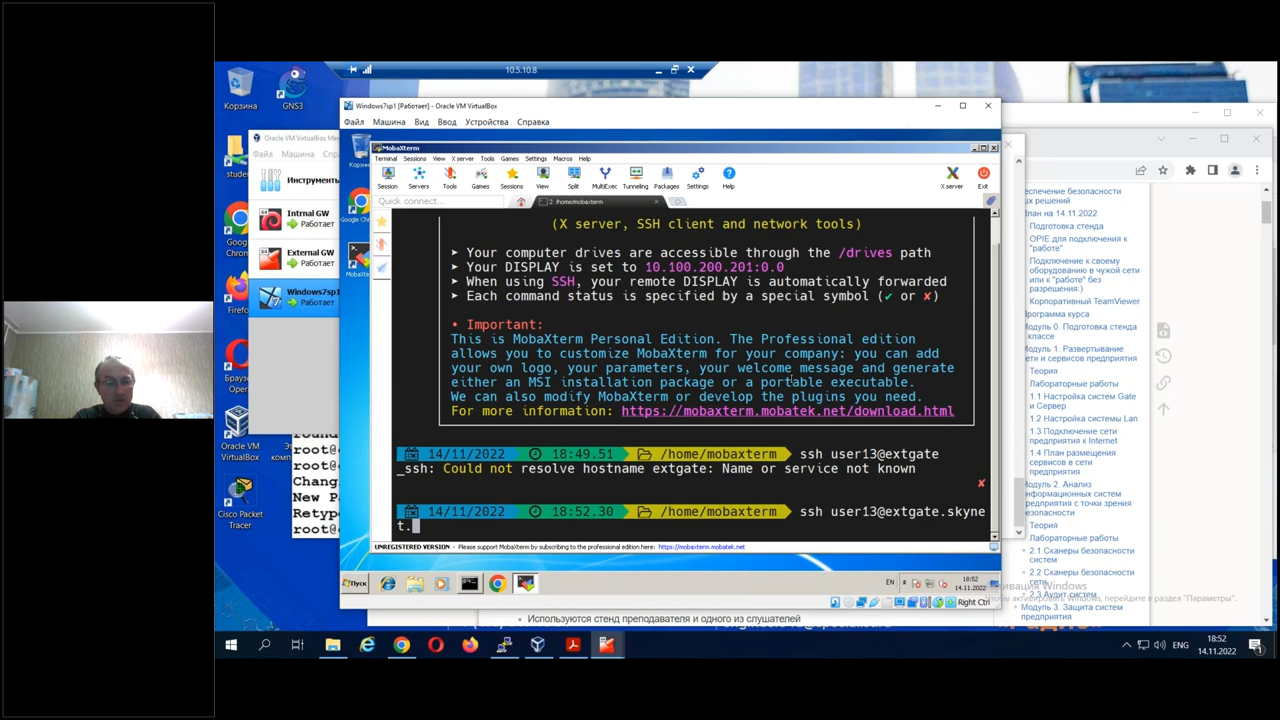 10.5.10.8
Корзина
GNS3
Windows7sp1 [Работает] - Oracle VM VirtualBox
Файл Машина Вид Ввод Устройства Справка
Oracle VM VirtualBox Me
Файл Машина Спра
Инструменты
Intrnal GW
Работает
External GW
Работает
Windows7sp1
Работает
MobaXterm
Terminal Sessions View X server Tools Games Settings Macros Help
Session Servers Tools Games Sessions View Split MultiExec Tunneling Packages Settings Help X server Exit
Quick connect...
2. /home/mobaxterm
(X server, SSH client and network tools)
➤ Your computer drives are accessible through the /drives path
➤ Your DISPLAY is set to 10.100.200.201:0.0
➤ When using SSH, your remote DISPLAY is automatically forwarded
➤ Each command status is specified by a special symbol (✔ or ✘)
• Important:
This is MobaXterm Personal Edition. The Professional edition
allows you to customize MobaXterm for your company: you can add
your own logo, your parameters, your welcome message and generate
either an MSI installation package or a portable executable.
We can also modify MobaXterm or develop the plugins you need.
For more information: https://mobaxterm.mobatek.net/download.html
14/11/2022 18:49.51 /home/mobaxterm ssh user13@extgate
_ssh: Could not resolve hostname extgate: Name or service not known
✘
14/11/2022 18:52.30 /home/mobaxterm ssh user13@extgate.skyne
t.
UNREGISTERED VERSION - Please support MobaXterm by subscribing to the professional edition here: https://mobaxterm.mobatek.net
Пуск
EN
18:52
14.11.2022
Right Ctrl
root@
root@
Chang
New P
Retyp
root@
Oracle VM
VirtualBox
Cisco Packet
Tracer
еспечение безопасности
ых решений
План на 14.11.2022
Подготовка стенда
OPIE для подключения к
"работе"
Подключение к своему
оборудованию в чужой сети
или к "работе" без
разрешения:)
Корпоративный TeamViewer
Программа курса
Модуль 0. Подготовка стенда
в классе
Модуль 1. Развертывание
сети и сервисов предприятия
Теория
Лабораторные работы
1.1 Настройка систем Gate
и Сервер
1.2 Настройка системы Lan
1.3 Подключение сети
предприятия к Internet
1.4 План размещения
сервисов в сети
предприятия
Модуль 2. Анализ
информационных систем
предприятия с точки зрения
безопасности
Теория
Лабораторные работы
2.1 Сканеры безопасности
систем
2.2 Сканеры безопасности
сети
2.3 Аудит систем
Модуль 3. Защита систем
предприятия
Активация Windows
Чтобы активировать Windows, перейдите в раздел "Параметры".
• Используются стенд преподавателя и одного из слушателей
ENG
18:52
14.11.2022